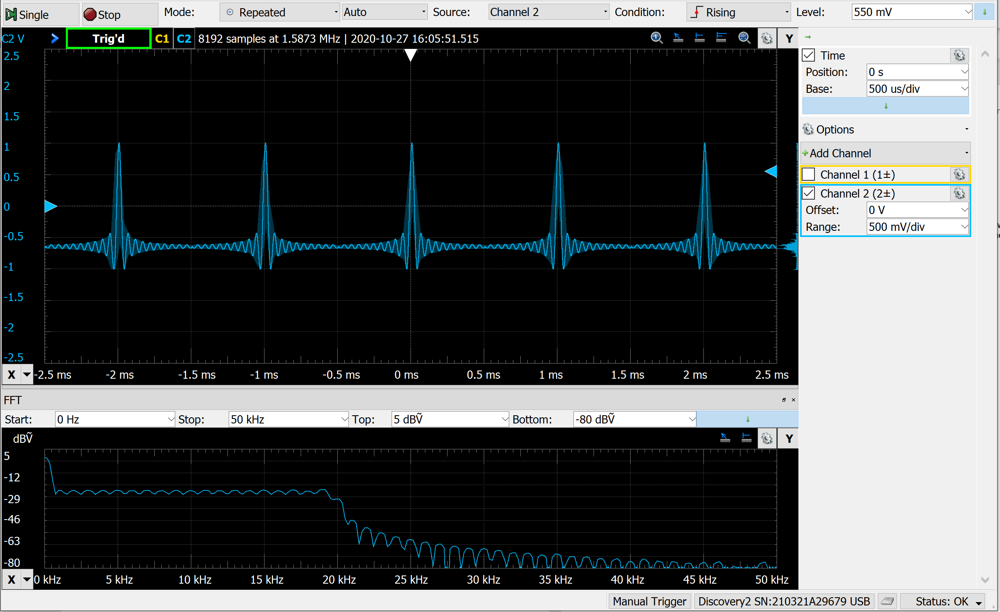 Single Stop Mode: Repeated Auto Source: Channel 2 Condition: Rising Level: 550 mV
C2 V Trig'd C1 C2 8192 samples at 1.5873 MHz | 2020-10-27 16:05:51.515 Y
2.5
2
1.5
1
0.5
0
-0.5
-1
-1.5
-2
-2.5
X -2.5 ms -2 ms -1.5 ms -1 ms -0.5 ms 0 ms 0.5 ms 1 ms 1.5 ms 2 ms 2.5 ms
Time
Position: 0 s
Base: 500 us/div
Options
Add Channel
Channel 1 (1±)
Channel 2 (2±)
Offset: 0 V
Range: 500 mV/div
FFT
Start: 0 Hz Stop: 50 kHz Top: 5 dBṼ Bottom: -80 dBṼ
dBṼ Y
5
-12
-29
-46
-63
-80
X 0 kHz 5 kHz 10 kHz 15 kHz 20 kHz 25 kHz 30 kHz 35 kHz 40 kHz 45 kHz 50 kHz
Manual Trigger Discovery2 SN:210321A29679 USB Status: OK